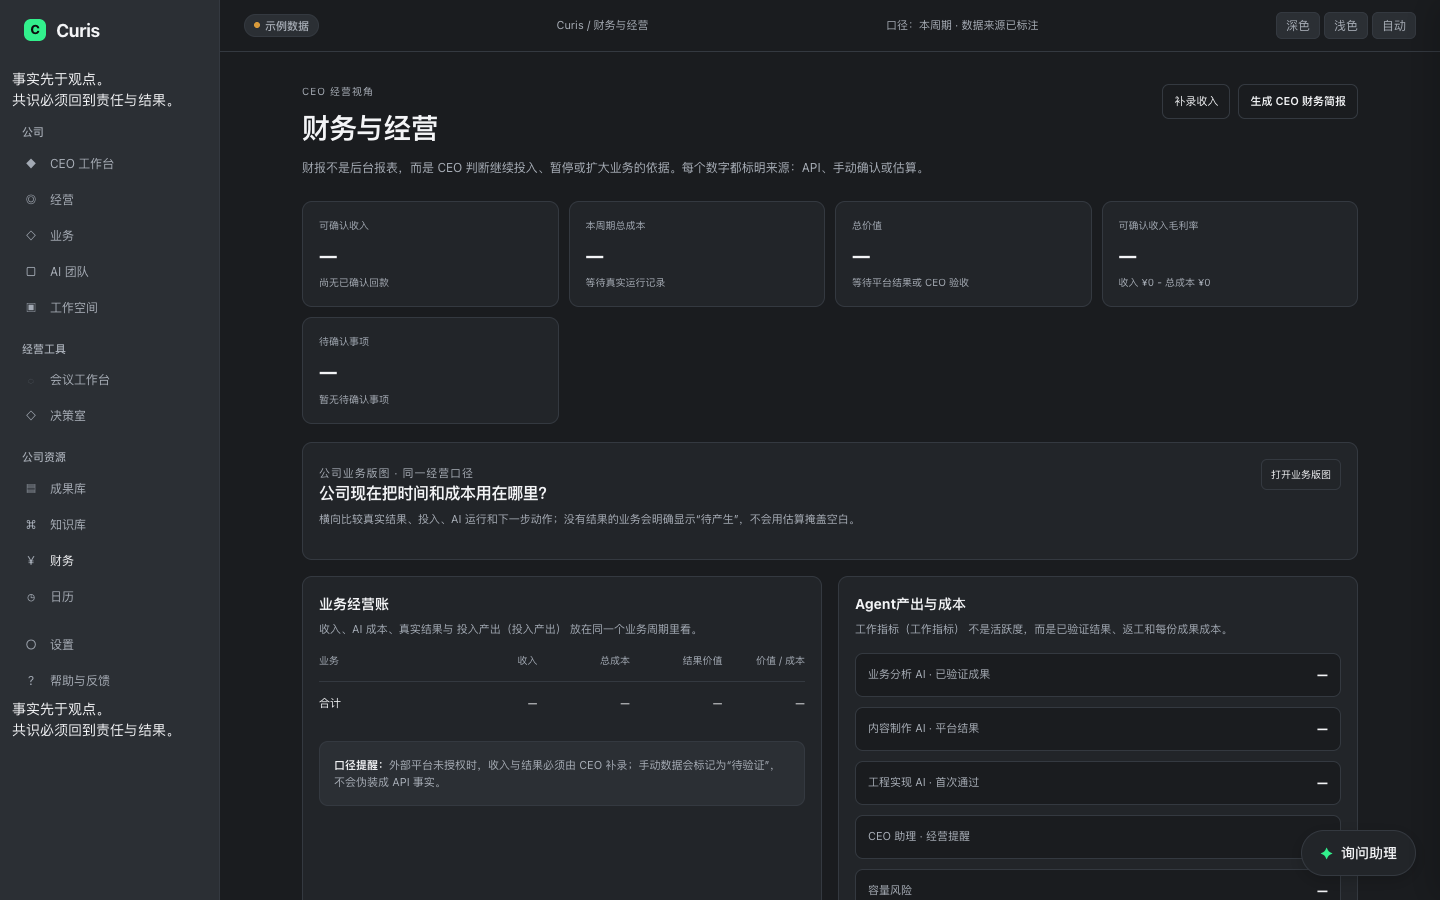 C Curis
事实先于观点。
共识必须回到责任与结果。
公司
CEO 工作台
经营
业务
AI 团队
工作空间
经营工具
会议工作台
决策室
公司资源
成果库
知识库
¥ 财务
日历
设置
? 帮助与反馈
事实先于观点。
共识必须回到责任与结果。
示例数据
Curis / 财务与经营
口径：本周期 · 数据来源已标注
深色
浅色
自动
CEO 经营视角
财务与经营
财报不是后台报表，而是 CEO 判断继续投入、暂停或扩大业务的依据。每个数字都标明来源：API、手动确认或估算。
补录收入
生成 CEO 财务简报
可确认收入
—
尚无已确认回款
本周期总成本
—
等待真实运行记录
总价值
—
等待平台结果或 CEO 验收
可确认收入毛利率
—
收入 ¥0 - 总成本 ¥0
待确认事项
—
暂无待确认事项
公司业务版图 · 同一经营口径
公司现在把时间和成本用在哪里？
横向比较真实结果、投入、AI 运行和下一步动作；没有结果的业务会明确显示“待产生”，不会用估算掩盖空白。
打开业务版图
业务经营账
收入、AI 成本、真实结果与 投入产出（投入产出） 放在同一个业务周期里看。
业务 收入 总成本 结果价值 价值 / 成本
合计 — — — —
口径提醒：外部平台未授权时，收入与结果必须由 CEO 补录；手动数据会标记为“待验证”，
不会伪装成 API 事实。
Agent产出与成本
工作指标（工作指标） 不是活跃度，而是已验证结果、返工和每份成果成本。
业务分析 AI · 已验证成果 —
内容制作 AI · 平台结果 —
工程实现 AI · 首次通过 —
CEO 助理 · 经营提醒
容量风险 —
询问助理